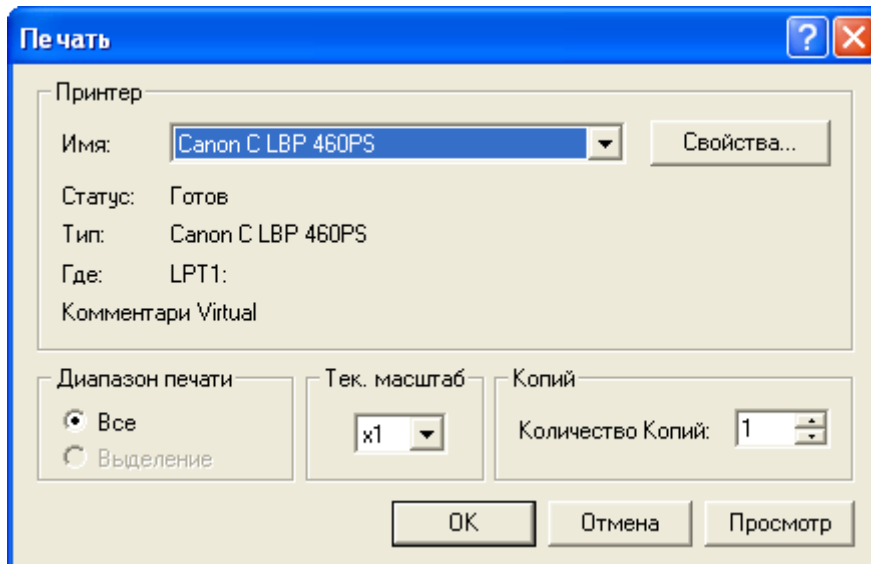 Печать
Принтер
Имя: Canon C LBP 460PS Свойства...
Статус: Готов
Тип: Canon C LBP 460PS
Где: LPT1:
Комментари Virtual
Диапазон печати Тек. масштаб Копий
Все x1 Количество Копий: 1
Выделение
OK Отмена Просмотр